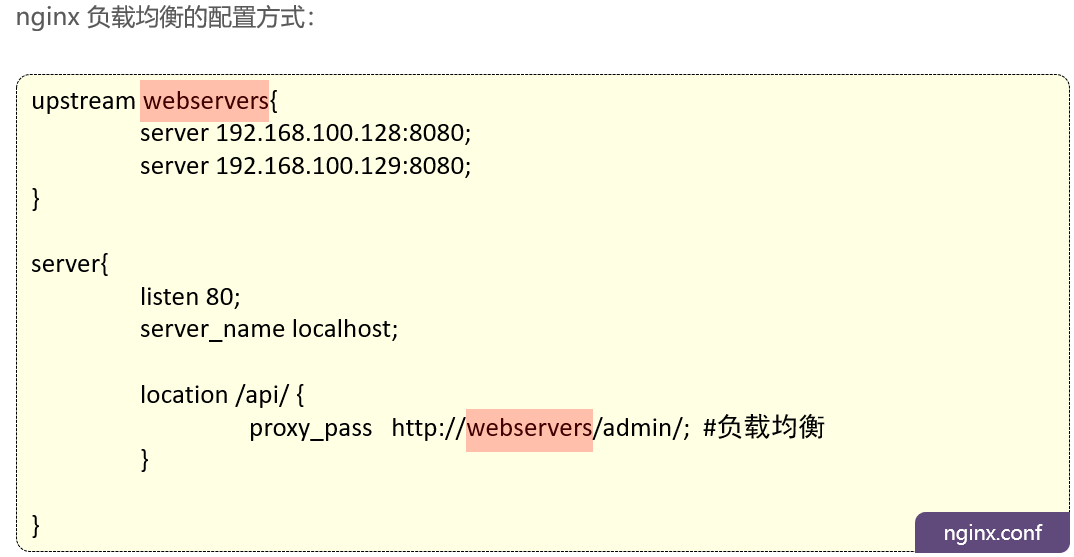 nginx 负载均衡的配置方式：
upstream webservers{
server 192.168.100.128:8080;
server 192.168.100.129:8080;
}
server{
listen 80;
server_name localhost;
location /api/ {
proxy_pass http://webservers/admin/; #负载均衡
}
}
nginx.conf